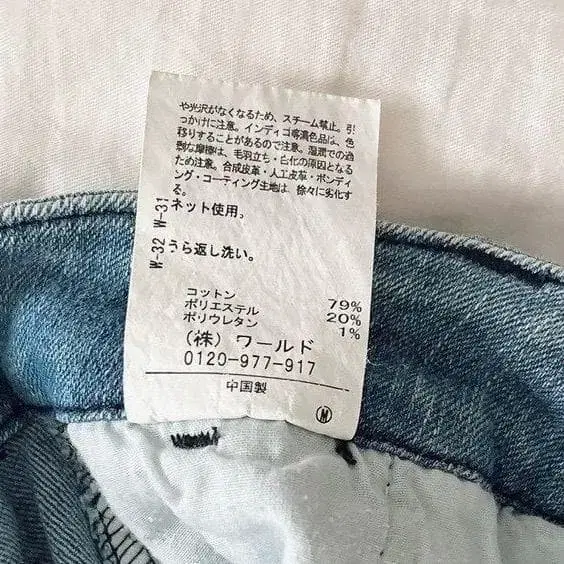 や光沢がなくなるため、スチーム禁止。引
っかけに注意。インディゴ等濃色品は、色
移りすることがあるので注意。湿潤での過
剰な摩擦は、毛羽立ち・白化の原因となる
ため注意。合成皮革・人工皮革・ボンディ
ング・コーティング生地は、徐々に劣化す
る。
ネット使用。
うら返し洗い。
W-32 W-31
コットン 79%
ポリエステル 20%
ポリウレタン 1%
(株) ワールド
0120-977-917
中国製
M